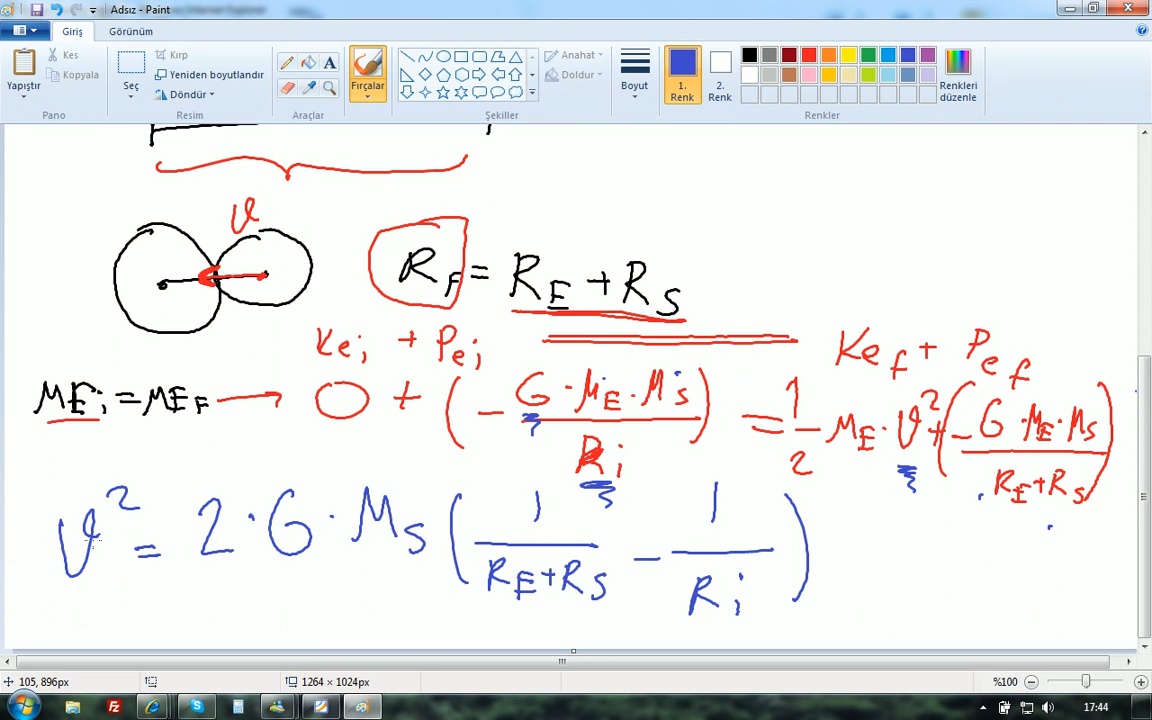 Adsız - Paint
Giriş Görünüm
Yapıştır Kes Kopyala Pano
Seç Kırp Yeniden boyutlandır Döndür Resim
A Araçlar
Fırçalar
Anahat Doldur Şekiller
Boyut
1. Renk 2. Renk Renkleri düzenle Renkler
ϑ
R_F = R_E + R_S
Ke_i + Pe_i Ke_f + Pe_f
ME_i = ME_F → 0 + (- G · M_E · M_S / R_i) = 1/2 M_E · ϑ^2 + (- G · M_E · M_S / R_E+R_S)
ϑ^2 = 2 · G · M_S (1 / R_E+R_S - 1 / R_i)
105, 896px 1264 × 1024px %100
17:44